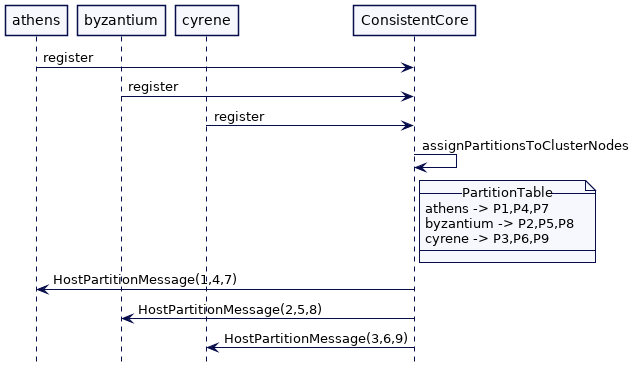 athens
byzantium
cyrene
ConsistentCore
register
register
register
assignPartitionsToClusterNodes
PartitionTable
athens -> P1,P4,P7
byzantium -> P2,P5,P8
cyrene -> P3,P6,P9
HostPartitionMessage(1,4,7)
HostPartitionMessage(2,5,8)
HostPartitionMessage(3,6,9)